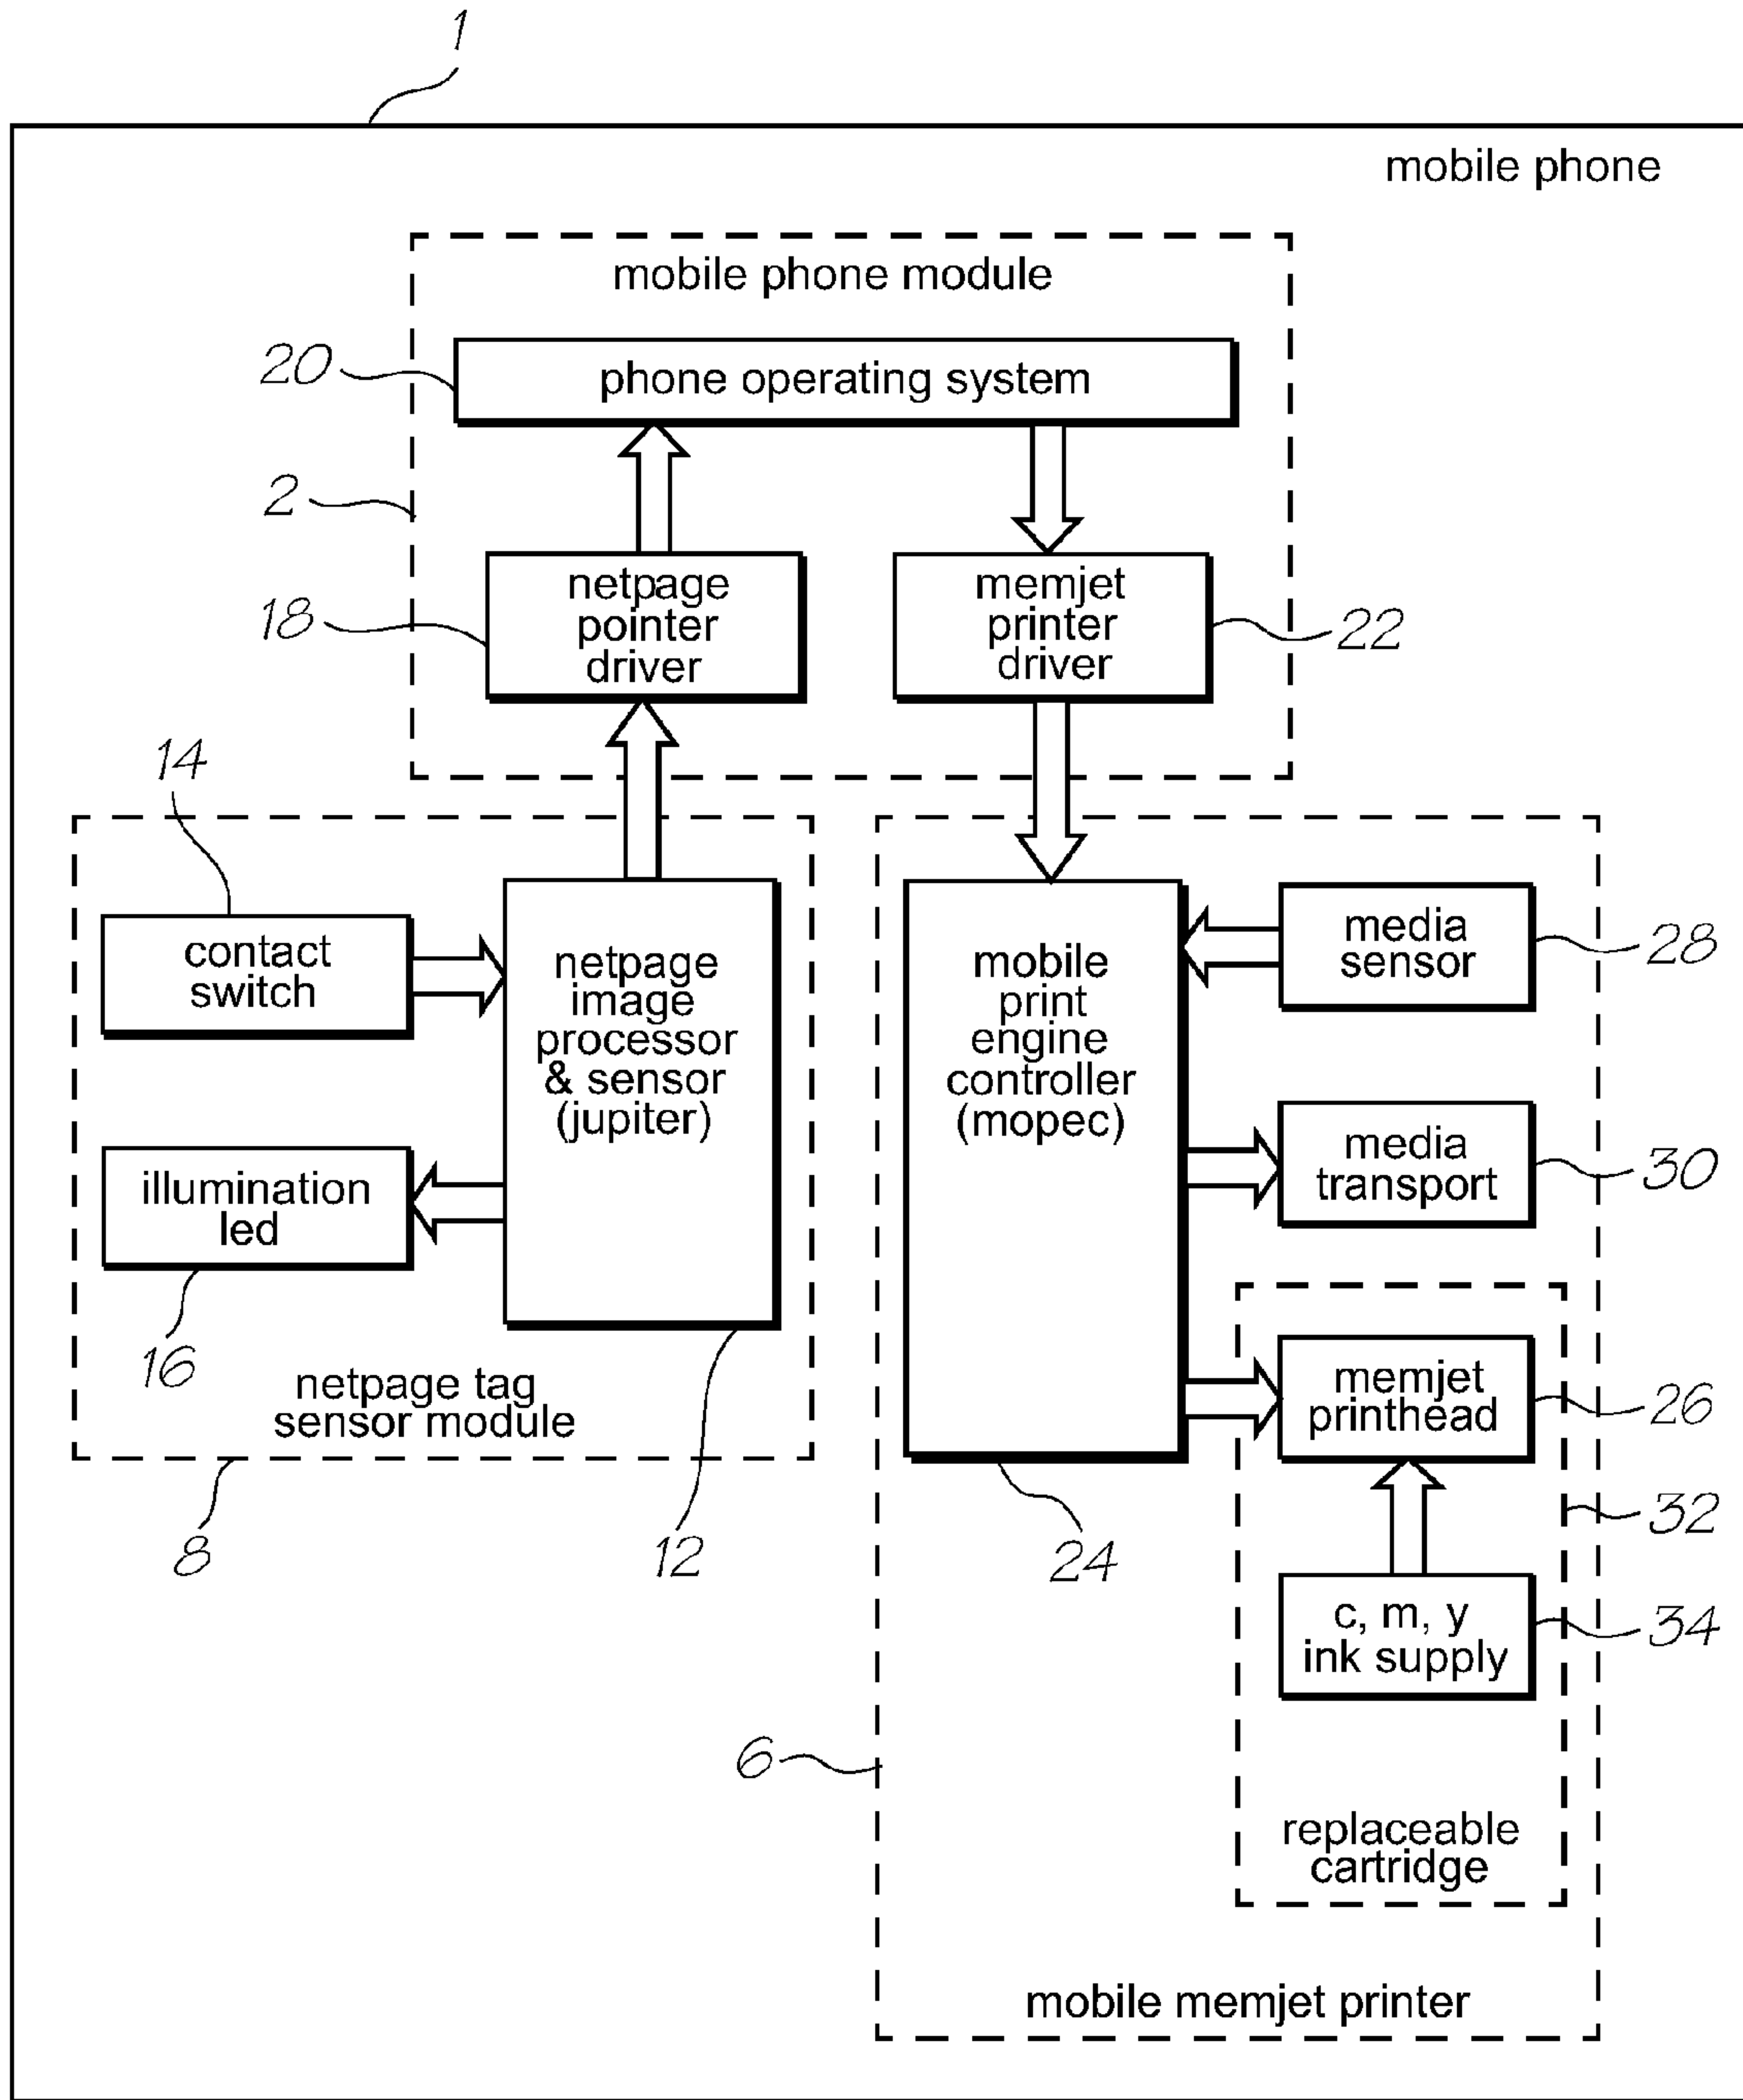 1
mobile phone
mobile phone module
20
phone operating system
2
18
netpage
pointer
driver
memjet
printer
driver
22
14
contact
switch
netpage
image
processor
& sensor
(jupiter)
illumination
led
16
netpage tag
sensor module
8
12
mobile
print
engine
controller
(mopec)
media
sensor
28
media
transport
30
memjet
printhead
26
24
32
c, m, y
ink supply
34
6
replaceable
cartridge
mobile memjet printer